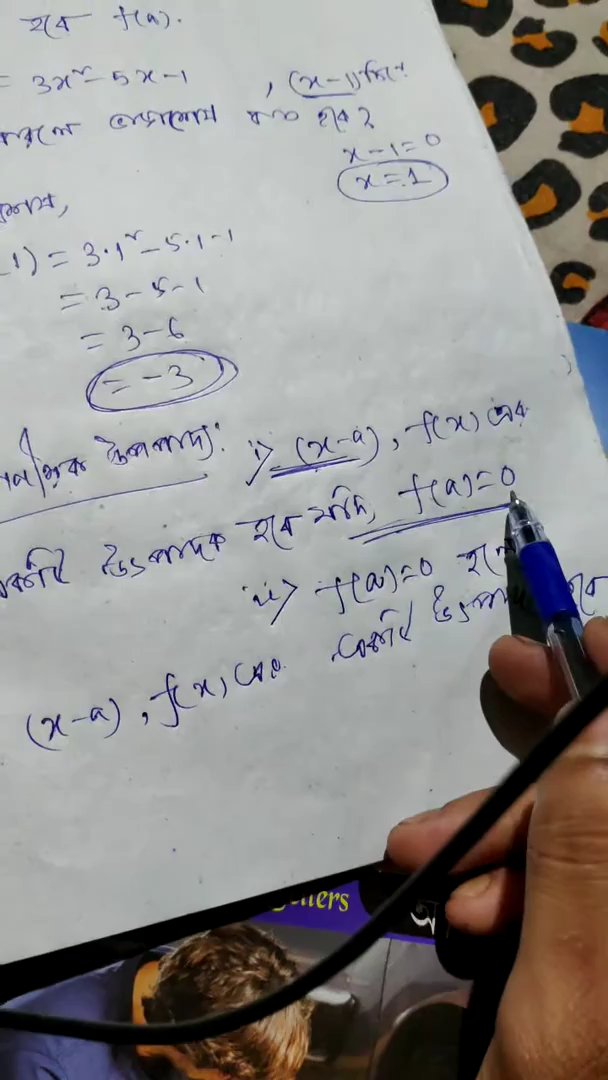 হবে f(a).
= 3x² - 5x - 1 , (x-1) দিয়ে
করলে ভাগশেষ কত হবে?
x - 1 = 0
x = 1
1) = 3·1² - 5·1 - 1
= 3 - 5 - 1
= 3 - 6
= -3
উপপাদ্য: i> (x-a), f(x) এর
একটি উৎপাদক হবে যদি, f(a)=0
ii> f(a)=0 হলে
(x-a), f(x) এর একটি উৎপাদক হবে